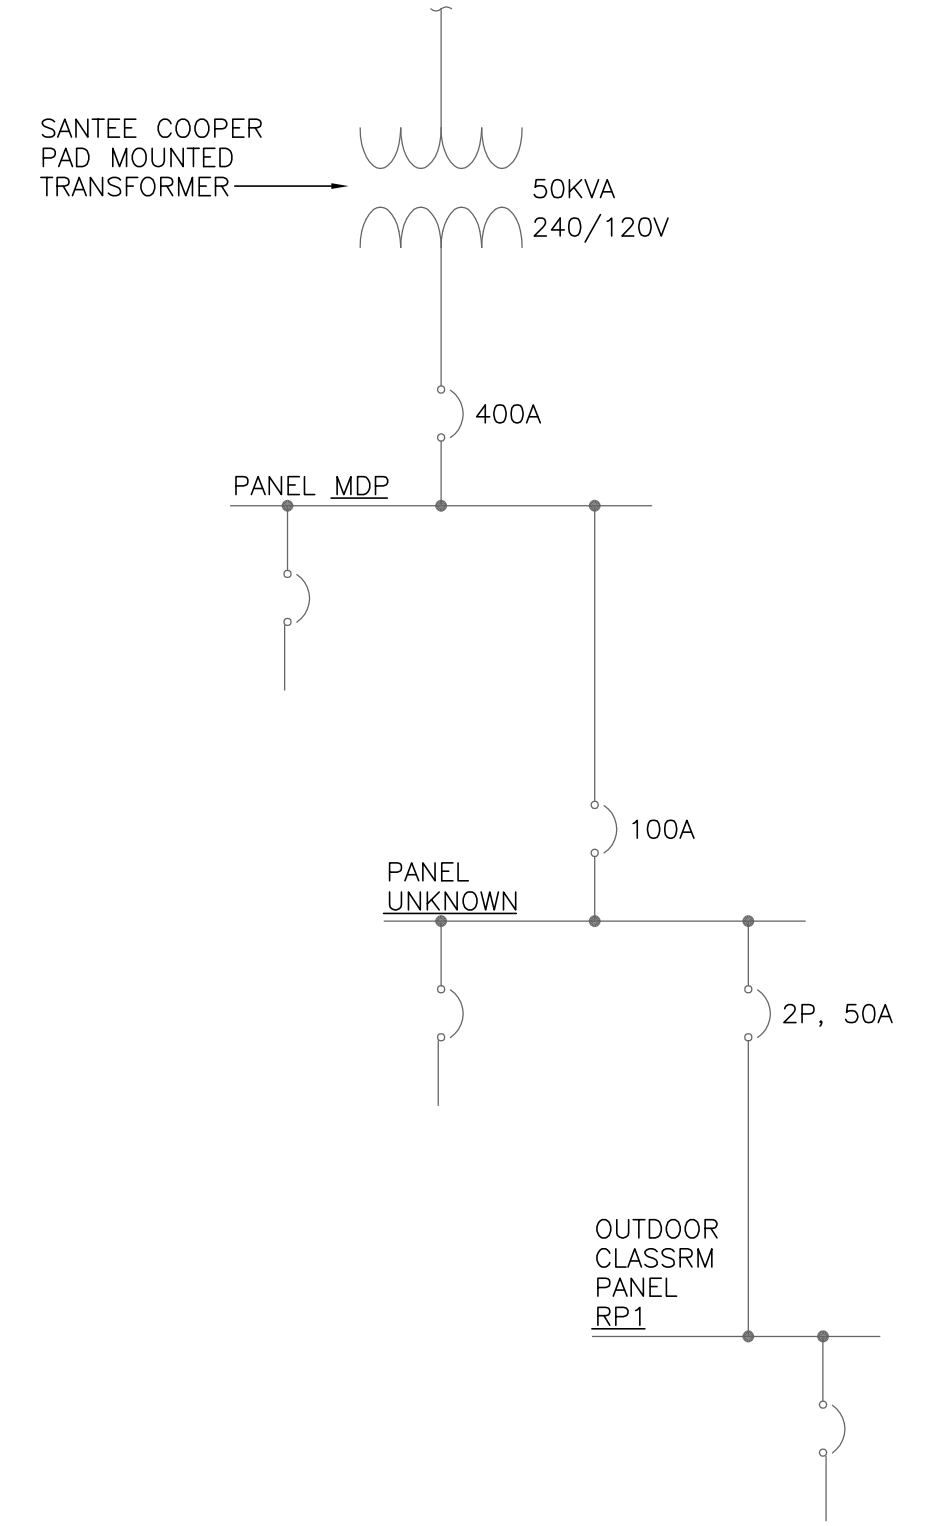 SANTEE COOPER
PAD MOUNTED
TRANSFORMER
50KVA
240/120V
400A
PANEL MDP
100A
PANEL
UNKNOWN
2P, 50A
OUTDOOR
CLASSRM
PANEL
RP1